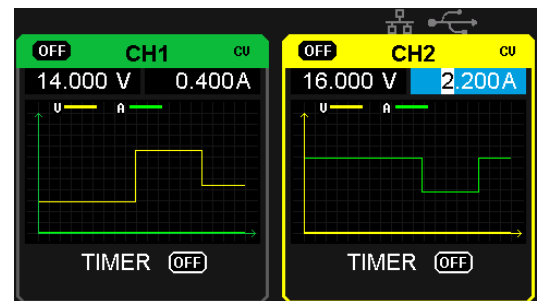 OFF CH1 CV
14.000 V 0.400A
V A
TIMER OFF
OFF CH2 CV
16.000 V 2.200A
V A
TIMER OFF